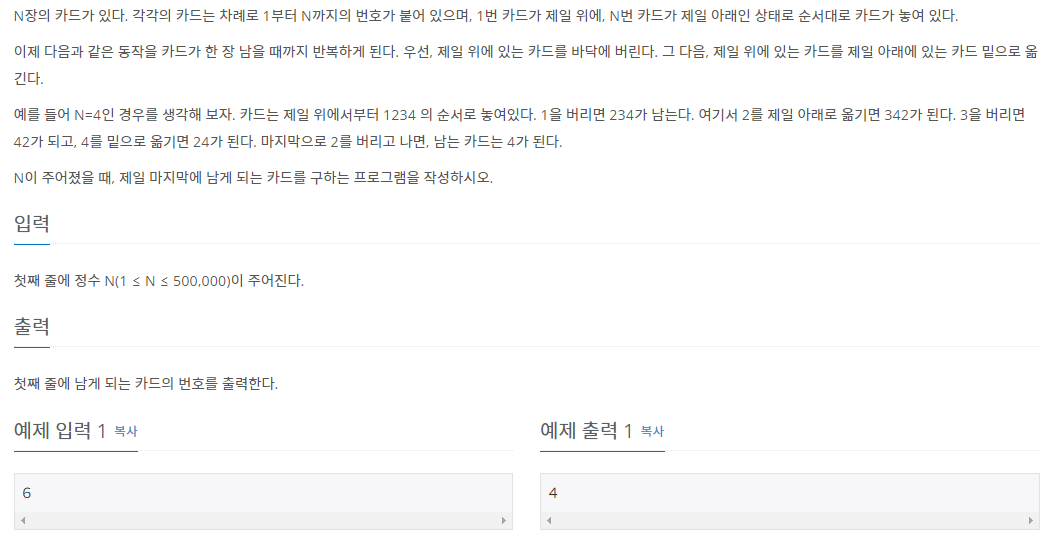 N장의 카드가 있다. 각각의 카드는 차례로 1부터 N까지의 번호가 붙어 있으며, 1번 카드가 제일 위에, N번 카드가 제일 아래인 상태로 순서대로 카드가 놓여 있다.
이제 다음과 같은 동작을 카드가 한 장 남을 때까지 반복하게 된다. 우선, 제일 위에 있는 카드를 바닥에 버린다. 그 다음, 제일 위에 있는 카드를 제일 아래에 있는 카드 밑으로 옮
긴다.
예를 들어 N=4인 경우를 생각해 보자. 카드는 제일 위에서부터 1234 의 순서로 놓여있다. 1을 버리면 234가 남는다. 여기서 2를 제일 아래로 옮기면 342가 된다. 3을 버리면
42가 되고, 4를 밑으로 옮기면 24가 된다. 마지막으로 2를 버리고 나면, 남는 카드는 4가 된다.
N이 주어졌을 때, 제일 마지막에 남게 되는 카드를 구하는 프로그램을 작성하시오.
입력
첫째 줄에 정수 N(1 ≤ N ≤ 500,000)이 주어진다.
출력
첫째 줄에 남게 되는 카드의 번호를 출력한다.
예제 입력 1 복사
6
예제 출력 1 복사
4